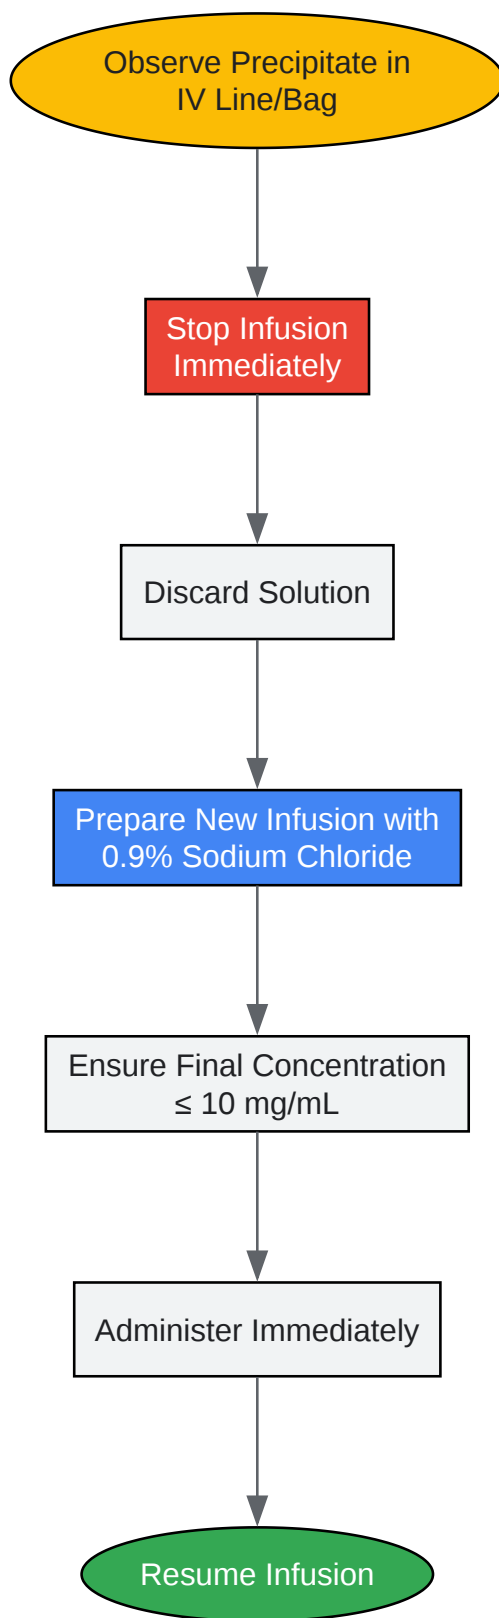 Observe Precipitate in
IV Line/Bag
Stop Infusion
Immediately
Discard Solution
Prepare New Infusion with
0.9% Sodium Chloride
Ensure Final Concentration
≤ 10 mg/mL
Administer Immediately
Resume Infusion